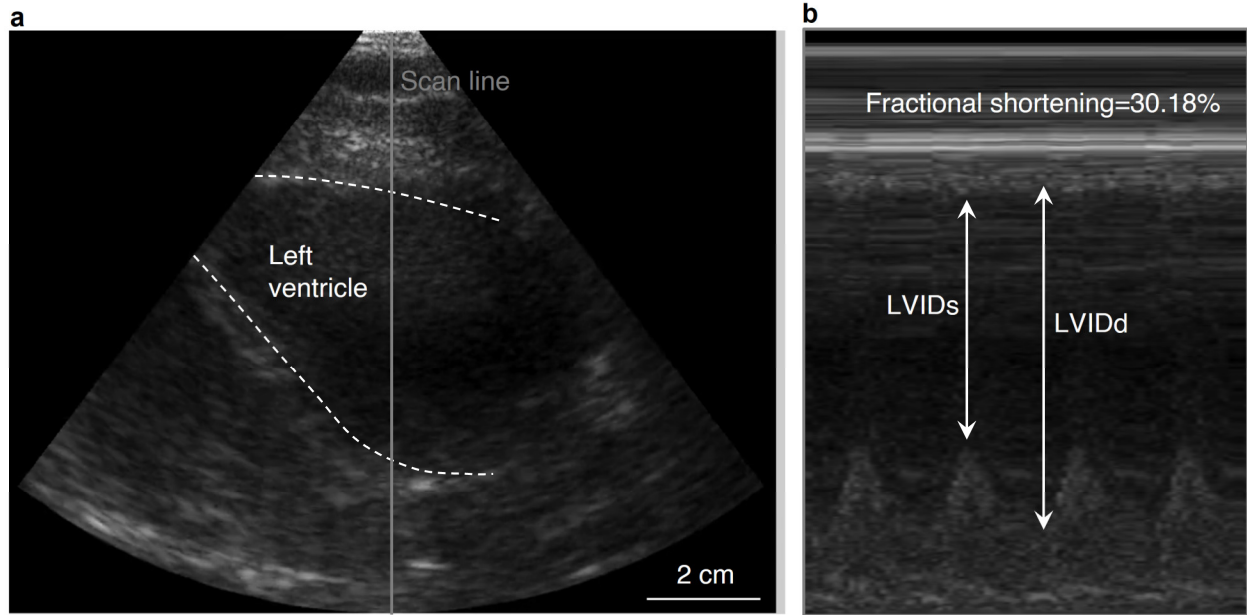 a
Scan line
Left
ventricle
2 cm
b
Fractional shortening=30.18%
LVIDs
LVIDd